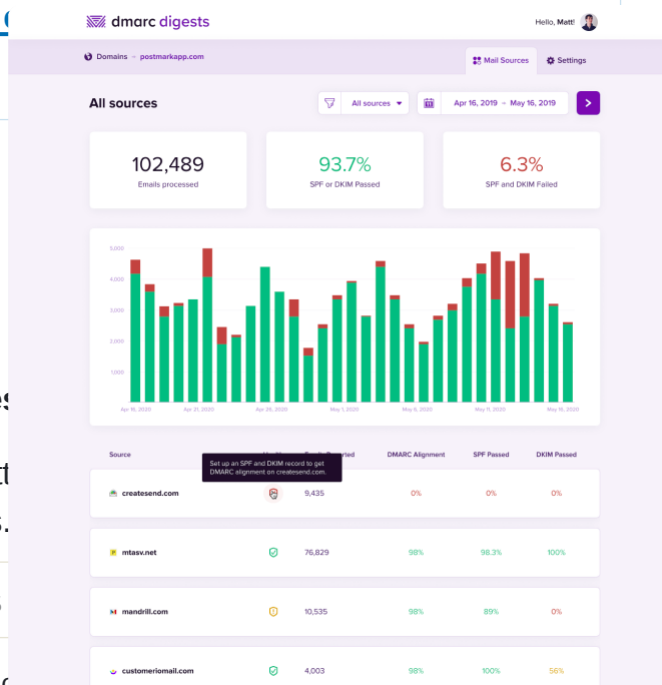 dmarc digests
Hello, Matt!
Domains – postmarkapp.com
Mail Sources
Settings
All sources
All sources
Apr 16, 2019 – May 16, 2019
102,489
Emails processed
93.7%
SPF or DKIM Passed
6.3%
SPF and DKIM Failed
5,000
4,000
3,000
2,000
1,000
Apr 16, 2020 Apr 21, 2020 Apr 26, 2020 May 1, 2020 May 6, 2020 May 11, 2020 May 16, 2020
Source DMARC Alignment SPF Passed DKIM Passed
Set up an SPF and DKIM record to get
DMARC alignment on createsend.com.
createsend.com 9,435 0% 0% 0%
mtasv.net 76,829 98% 98.3% 100%
mandrill.com 10,535 98% 89% 0%
customeriomail.com 4,003 98% 100% 56%